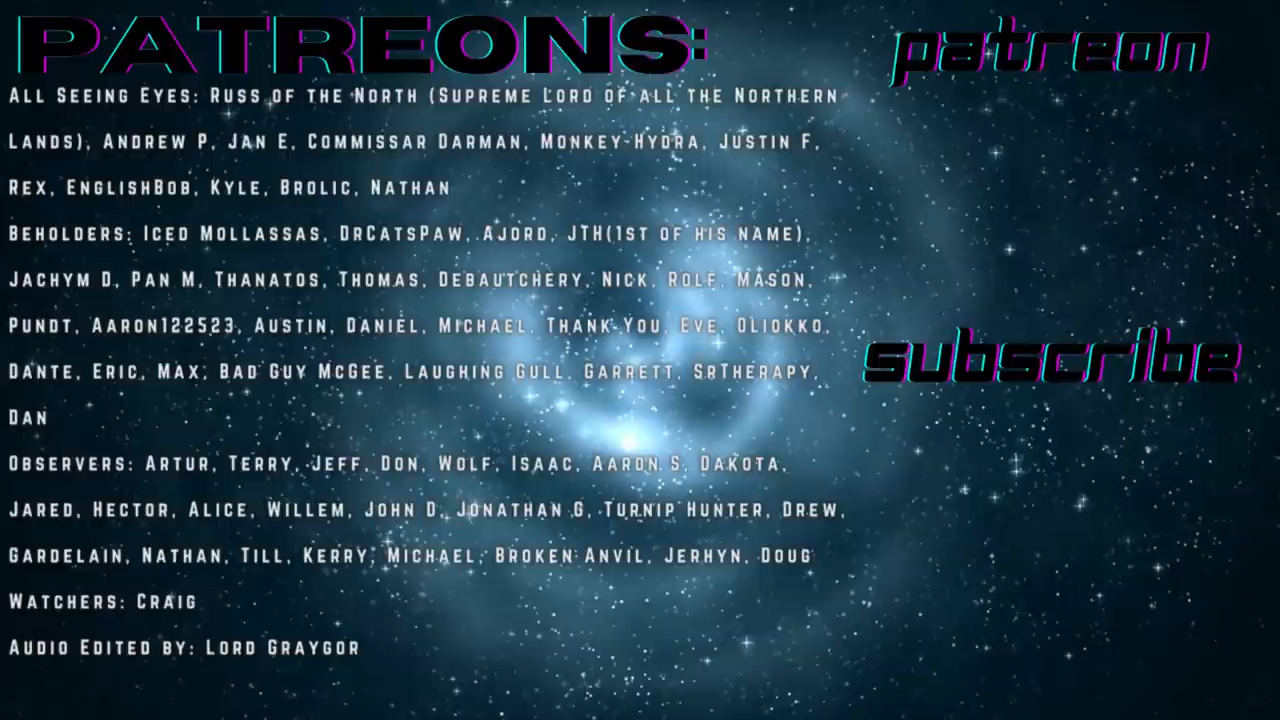 PATREONS:
patreon
All Seeing Eyes: Russ of the North (Supreme Lord of all the Northern
Lands), Andrew P, Jan E, Commissar Darman, Monkey-Hydra, Justin F,
Rex, EnglishBob, Kyle, Brolic, Nathan
Beholders: Iced Mollassas, DrCatsPaw, Ajord, JTH(1st of his name),
Jachym D, Pan M, Thanatos, Thomas, Debautchery, Nick, Rolf, Mason,
Pundt, Aaron122523, Austin, Daniel, Michael, Thank You, Eve, Oliokko,
subscribe
Dante, Eric, Max, Bad Guy McGee, Laughing Gull, Garrett, SrTherapy,
Dan
Observers: Artur, Terry, Jeff, Don, Wolf, Isaac, Aaron S, Dakota,
Jared, Hector, Alice, Willem, John D, Jonathan G, Turnip Hunter, Drew,
Gardelain, Nathan, Till, Kerry, Michael, Broken Anvil, Jerhyn, Doug
Watchers: Craig
Audio Edited by: Lord Graygor